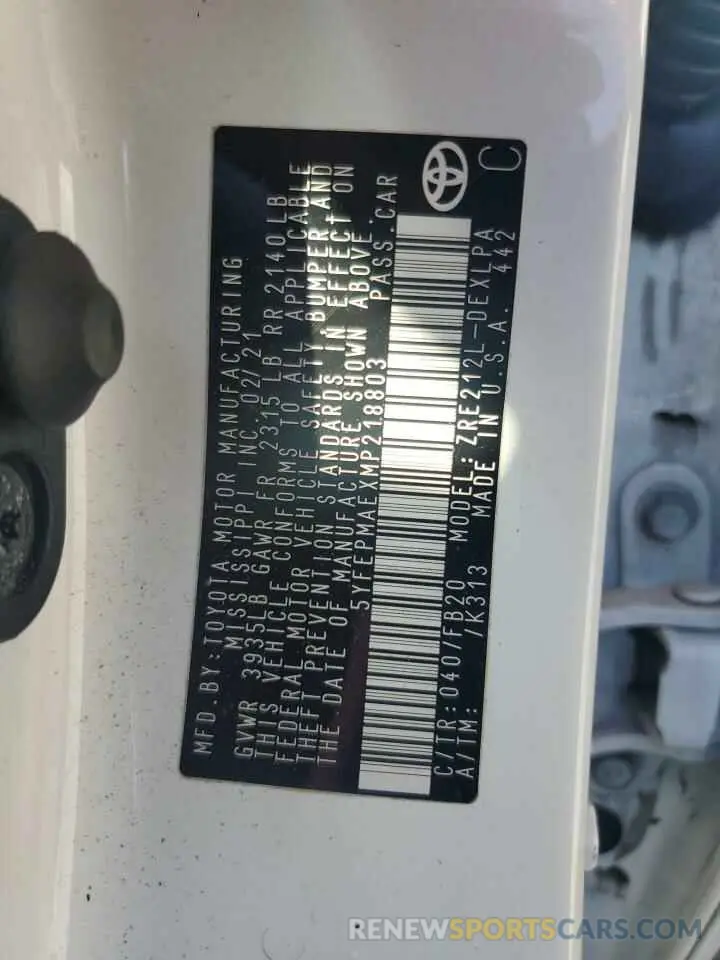 MFD.BY:TOYOTA MOTOR MANUFACTURING
MISSISSIPPI INC. 02/21
GVWR 3935LB GAWR FR 2315 LB RR 2140 LB
THIS VEHICLE CONFORMS TO ALL APPLICABLE
FEDERAL MOTOR VEHICLE SAFETY, BUMPER, AND
THEFT PREVENTION STANDARDS IN EFFECT ON
THE DATE OF MANUFACTURE SHOWN ABOVE.
5YFEPMAEXMP218803 PASS.CAR
C/TR:040/FB20 MODEL:ZRE212L-DEXLPA
A/TM: /K313 MADE IN U.S.A. 442
C
RENEWSPORTSCARS.COM